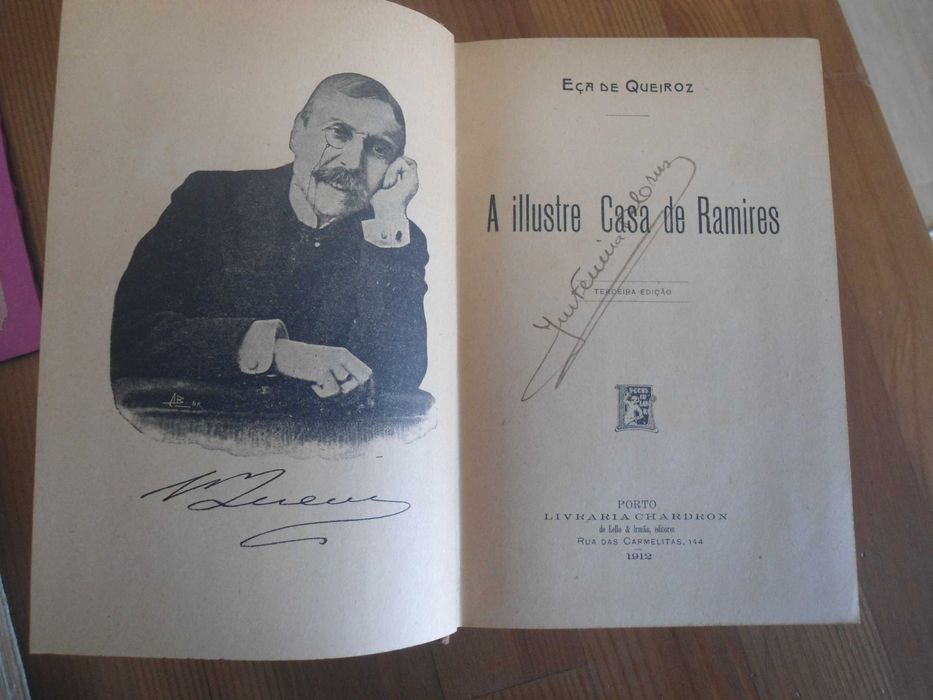 AB
EÇA DE QUEIROZ
A illustre Casa de Ramires
TERCEIRA EDIÇÃO
PORTO
LIVRARIA CHARDRON
de Lello & Irmão, editores
RUA DAS CARMELITAS, 144
1912